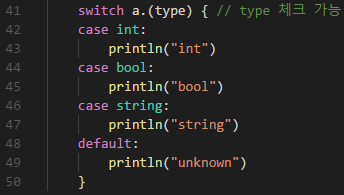 41 switch a.(type) { // type 체크 가능
42 case int:
43 println("int")
44 case bool:
45 println("bool")
46 case string:
47 println("string")
48 default:
49 println("unknown")
50 }